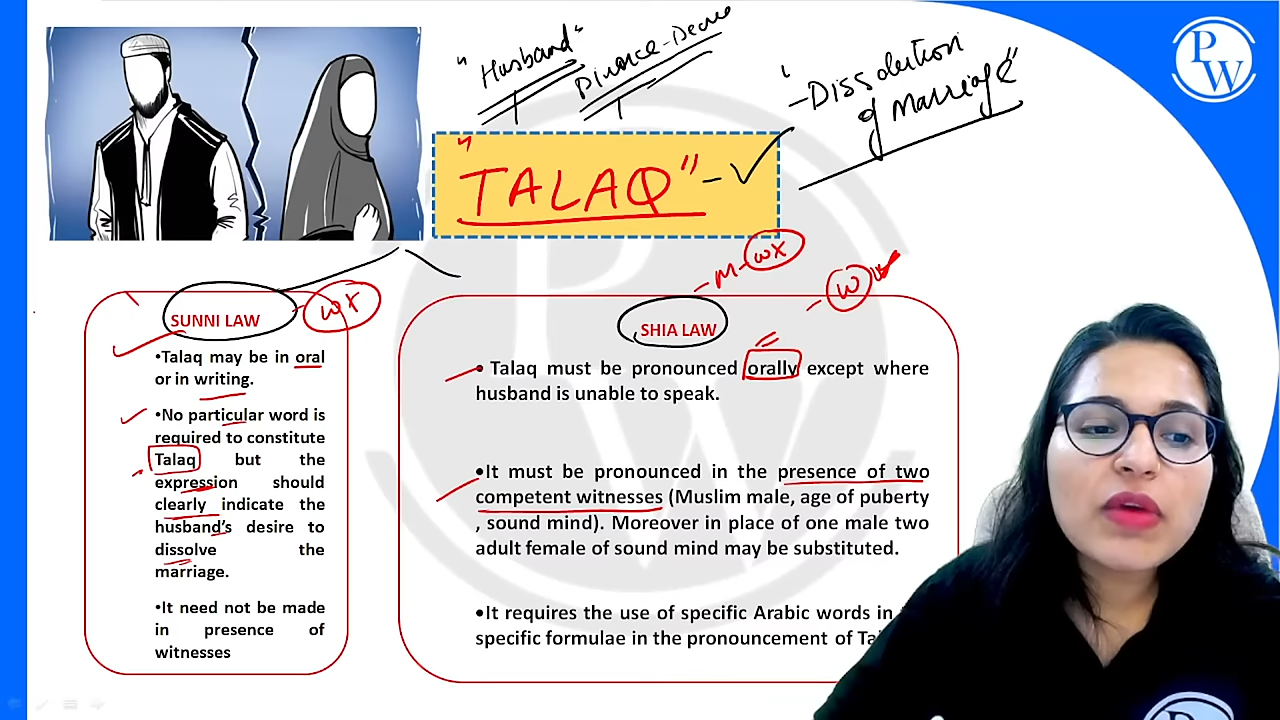 "Husband"
Divorce-Decree
- Dissolution
of Marriage"
P
W
"TALAQ" -
SUNNI LAW
- WX
•Talaq may be in oral
or in writing.
•No particular word is
required to constitute
Talaq but the
expression should
clearly indicate the
husband's desire to
dissolve the
marriage.
•It need not be made
in presence of
witnesses
- M - WX
- W
SHIA LAW
• Talaq must be pronounced orally except where
husband is unable to speak.
•It must be pronounced in the presence of two
competent witnesses (Muslim male, age of puberty
, sound mind). Moreover in place of one male two
adult female of sound mind may be substituted.
•It requires the use of specific Arabic words in
specific formulae in the pronouncement of
P
W